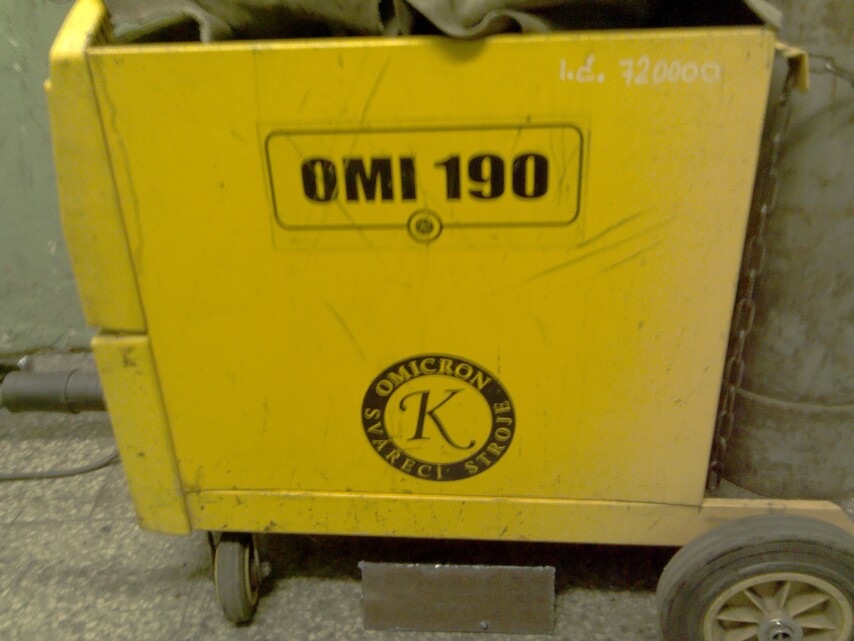 i.č. 720000
OMI 190
OMICRON
K
SVÁŘECÍ STROJE